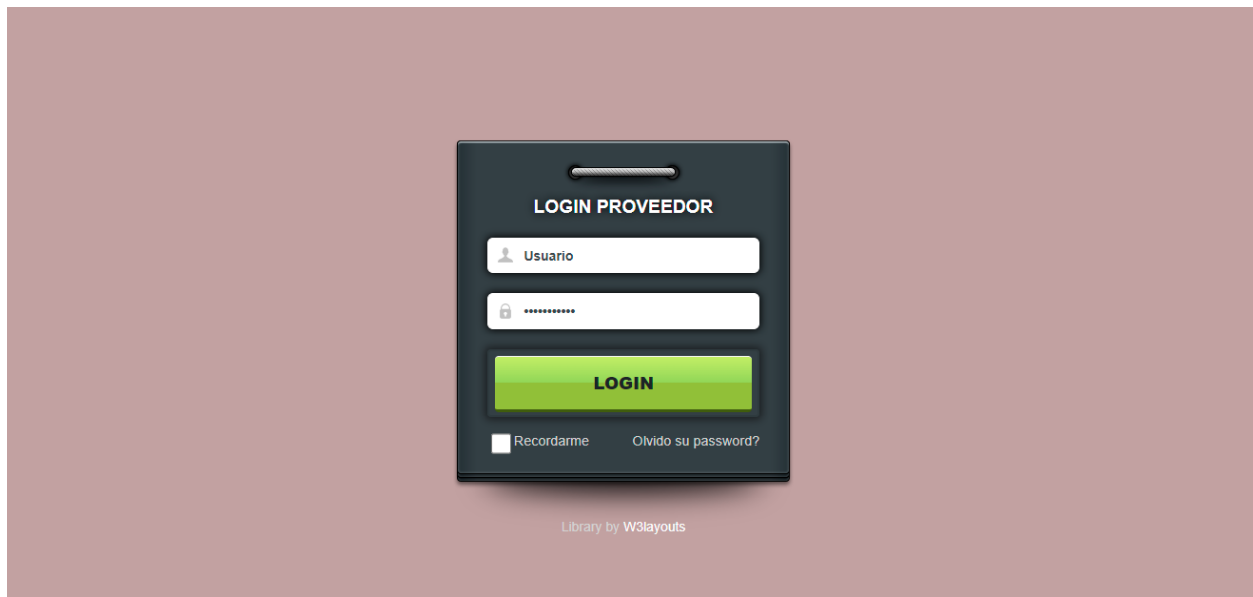 LOGIN PROVEEDOR
Usuario
•••••••••••
LOGIN
Recordarme Olvido su password?
Library by W3layouts